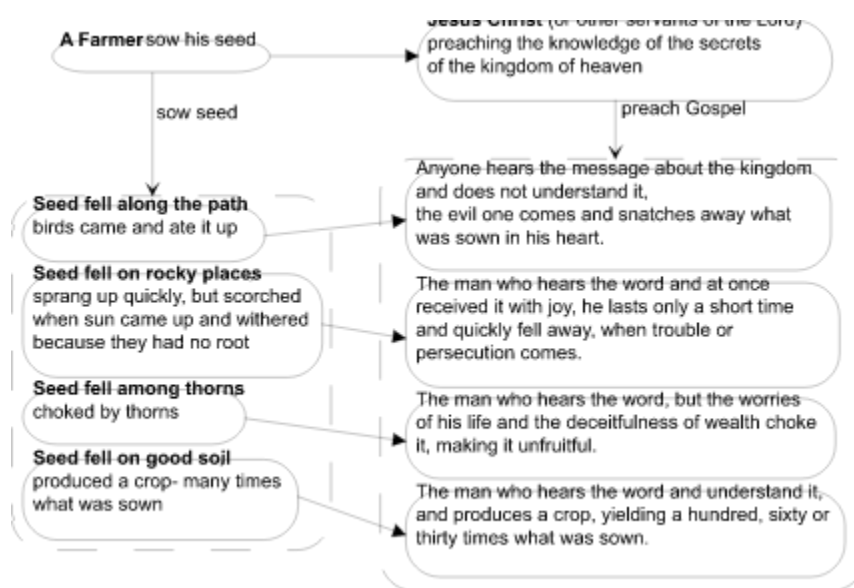 A Farmer sow his seed
Jesus Christ (or other servants of the Lord)
preaching the knowledge of the secrets
of the kingdom of heaven
sow seed
preach Gospel
Seed fell along the path
birds came and ate it up
Anyone hears the message about the kingdom
and does not understand it,
the evil one comes and snatches away what
was sown in his heart.
Seed fell on rocky places
sprang up quickly, but scorched
when sun came up and withered
because they had no root
The man who hears the word and at once
received it with joy, he lasts only a short time
and quickly fell away, when trouble or
persecution comes.
Seed fell among thorns
choked by thorns
The man who hears the word, but the worries
of his life and the deceitfulness of wealth choke
it, making it unfruitful.
Seed fell on good soil
produced a crop- many times
what was sown
The man who hears the word and understand it,
and produces a crop, yielding a hundred, sixty or
thirty times what was sown.